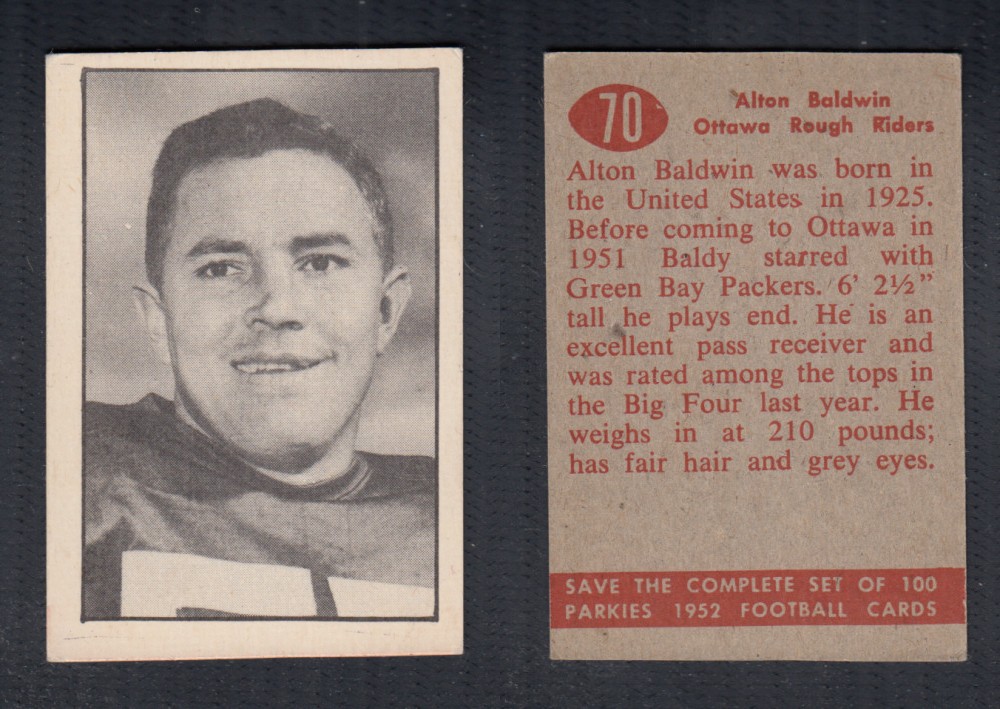 70
Alton Baldwin
Ottawa Rough Riders
Alton Baldwin was born in
the United States in 1925.
Before coming to Ottawa in
1951 Baldy starred with
Green Bay Packers. 6' 2½"
tall he plays end. He is an
excellent pass receiver and
was rated among the tops in
the Big Four last year. He
weighs in at 210 pounds;
has fair hair and grey eyes.
SAVE THE COMPLETE SET OF 100
PARKIES 1952 FOOTBALL CARDS